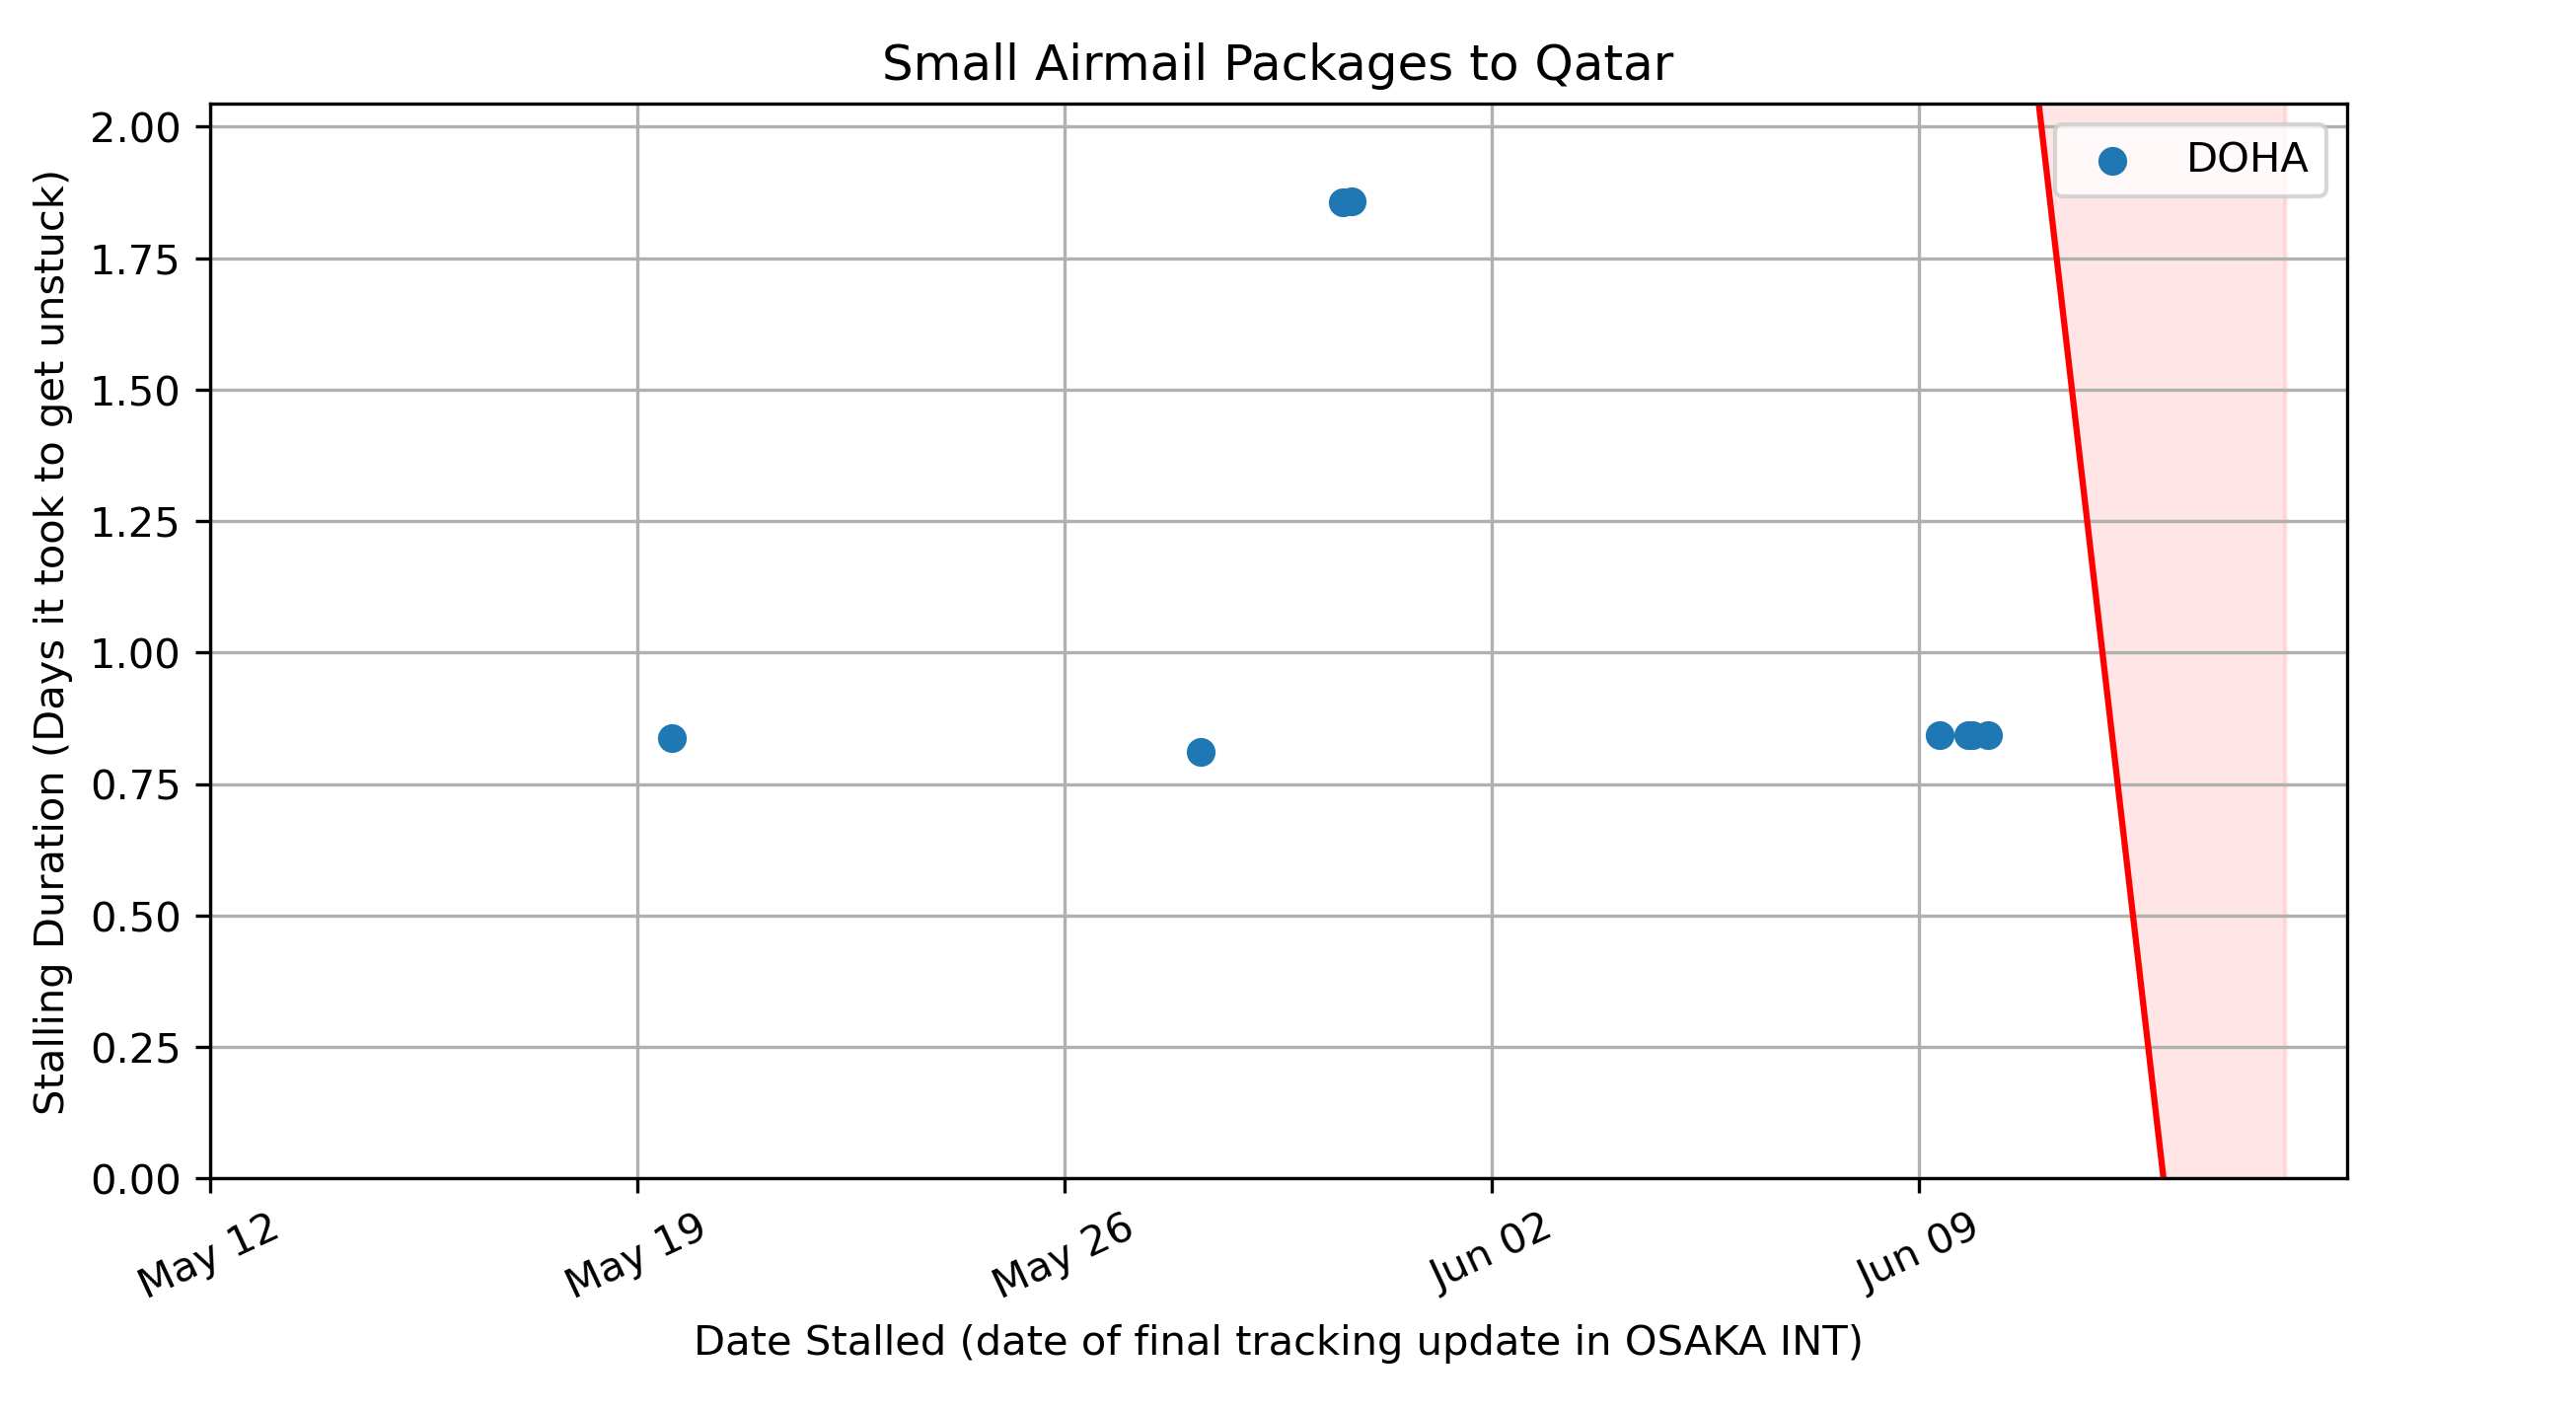 Small Airmail Packages to Qatar
DOHA
Stalling Duration (Days it took to get unstuck)
2.00
1.75
1.50
1.25
1.00
0.75
0.50
0.25
0.00
May 12
May 19
May 26
Jun 02
Jun 09
Date Stalled (date of final tracking update in OSAKA INT)